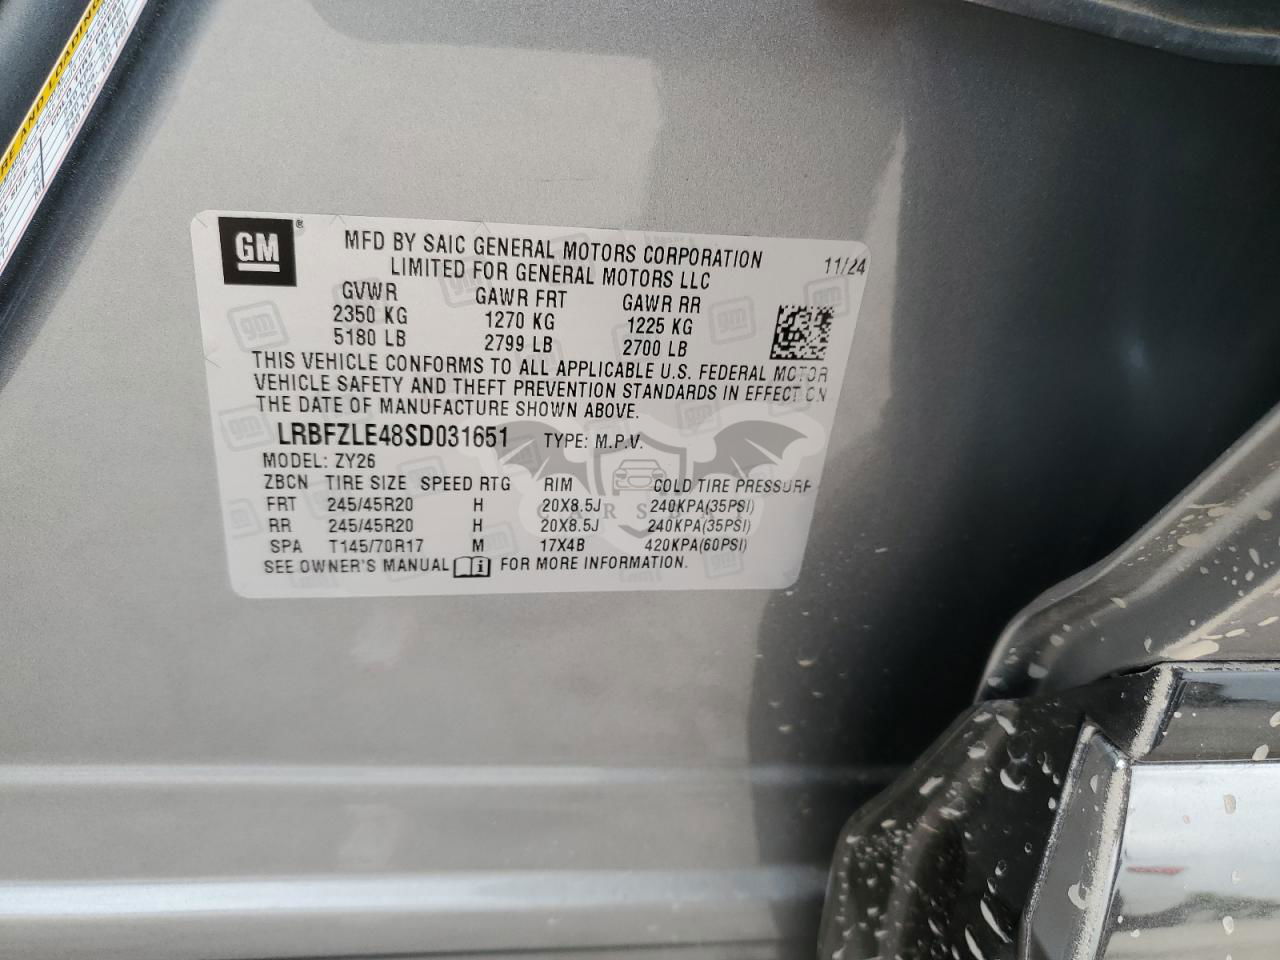 GM®
MFD BY SAIC GENERAL MOTORS CORPORATION
LIMITED FOR GENERAL MOTORS LLC
11/24
GVWR GAWR FRT GAWR RR
2350 KG 1270 KG 1225 KG
5180 LB 2799 LB 2700 LB
THIS VEHICLE CONFORMS TO ALL APPLICABLE U.S. FEDERAL MOTOR
VEHICLE SAFETY AND THEFT PREVENTION STANDARDS IN EFFECT ON
THE DATE OF MANUFACTURE SHOWN ABOVE.
LRBFZLE48SD031651 TYPE: M.P.V.
MODEL: ZY26
ZBCN TIRE SIZE SPEED RTG RIM COLD TIRE PRESSURE
FRT 245/45R20 H 20X8.5J 240KPA(35PSI)
RR 245/45R20 H 20X8.5J 240KPA(35PSI)
SPA T145/70R17 M 17X4B 420KPA(60PSI)
SEE OWNER'S MANUAL i FOR MORE INFORMATION.
CARSBAT
AND LOADING